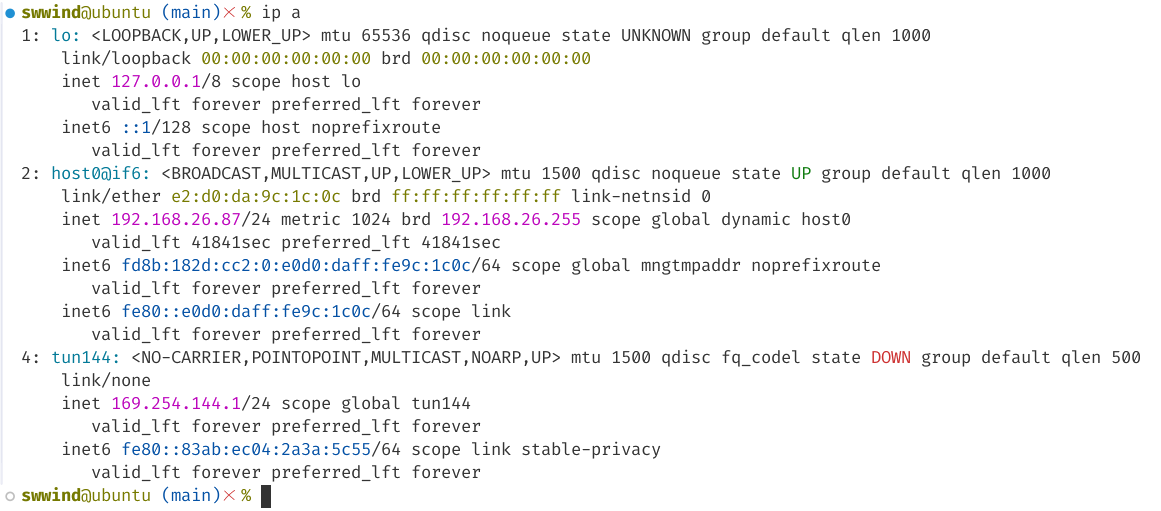 swwind@ubuntu (main)✕ % ip a
1: lo: <LOOPBACK,UP,LOWER_UP> mtu 65536 qdisc noqueue state UNKNOWN group default qlen 1000
link/loopback 00:00:00:00:00:00 brd 00:00:00:00:00:00
inet 127.0.0.1/8 scope host lo
valid_lft forever preferred_lft forever
inet6 ::1/128 scope host noprefixroute
valid_lft forever preferred_lft forever
2: host0@if6: <BROADCAST,MULTICAST,UP,LOWER_UP> mtu 1500 qdisc noqueue state UP group default qlen 1000
link/ether e2:d0:da:9c:1c:0c brd ff:ff:ff:ff:ff:ff link-netnsid 0
inet 192.168.26.87/24 metric 1024 brd 192.168.26.255 scope global dynamic host0
valid_lft 41841sec preferred_lft 41841sec
inet6 fd8b:182d:cc2:0:e0d0:daff:fe9c:1c0c/64 scope global mngtmpaddr noprefixroute
valid_lft forever preferred_lft forever
inet6 fe80::e0d0:daff:fe9c:1c0c/64 scope link
valid_lft forever preferred_lft forever
4: tun144: <NO-CARRIER,POINTOPOINT,MULTICAST,NOARP,UP> mtu 1500 qdisc fq_codel state DOWN group default qlen 500
link/none
inet 169.254.144.1/24 scope global tun144
valid_lft forever preferred_lft forever
inet6 fe80::83ab:ec04:2a3a:5c55/64 scope link stable-privacy
valid_lft forever preferred_lft forever
swwind@ubuntu (main)✕ %